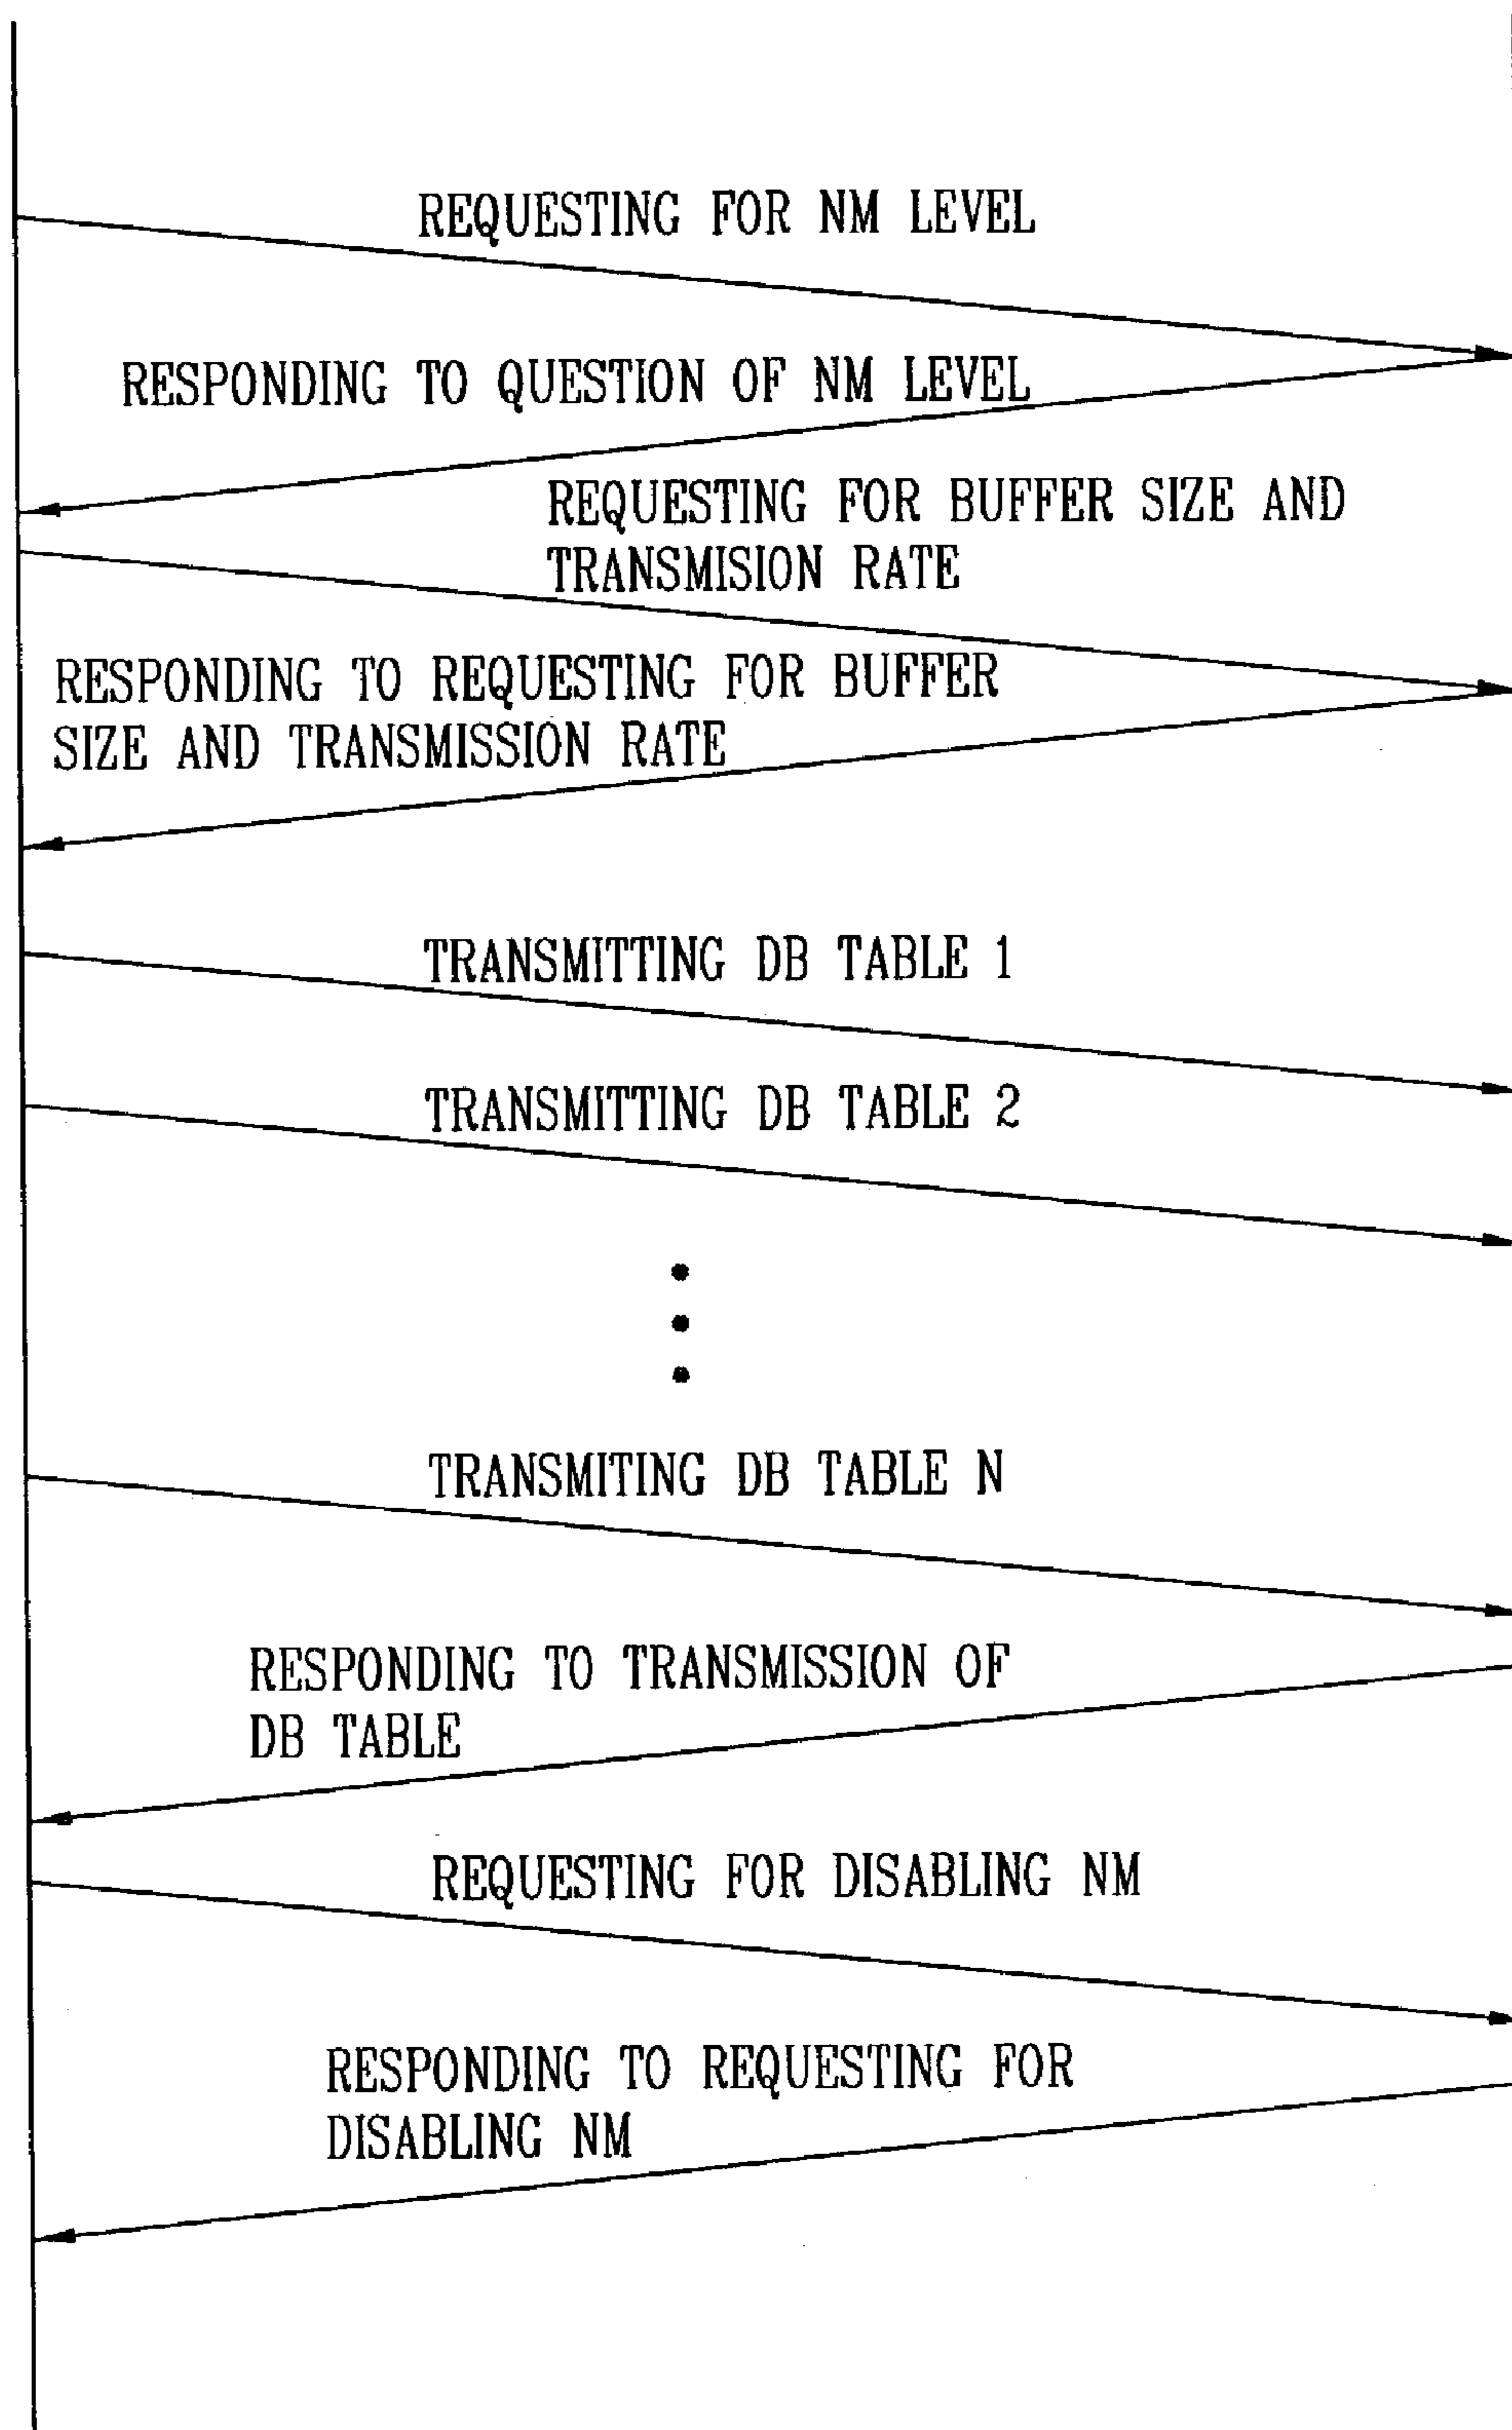 REQUESTING FOR NM LEVEL
RESPONDING TO QUESTION OF NM LEVEL
REQUESTING FOR BUFFER SIZE AND
TRANSMISION RATE
RESPONDING TO REQUESTING FOR BUFFER
SIZE AND TRANSMISSION RATE
TRANSMITTING DB TABLE 1
TRANSMITTING DB TABLE 2
TRANSMITING DB TABLE N
RESPONDING TO TRANSMISSION OF
DB TABLE
REQUESTING FOR DISABLING NM
RESPONDING TO REQUESTING FOR
DISABLING NM